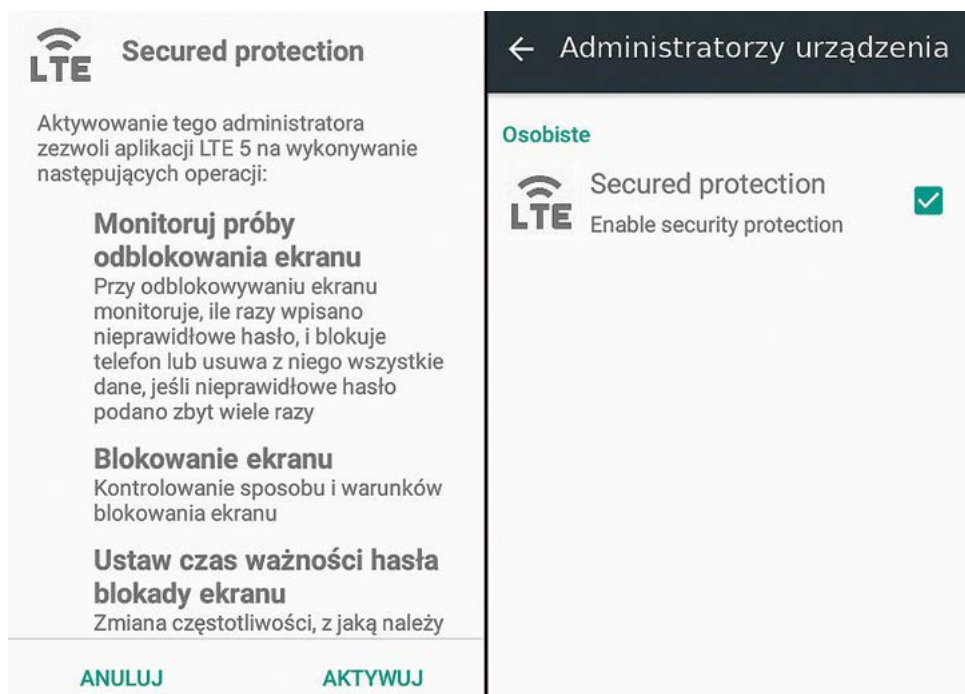 LTE
Secured protection
Aktywowanie tego administratora
zezwoli aplikacji LTE 5 na wykonywanie
następujących operacji:
Monitoruj próby
odblokowania ekranu
Przy odblokowywaniu ekranu
monitoruje, ile razy wpisano
nieprawidłowe hasło, i blokuje
telefon lub usuwa z niego wszystkie
dane, jeśli nieprawidłowe hasło
podano zbyt wiele razy
Blokowanie ekranu
Kontrolowanie sposobu i warunków
blokowania ekranu
Ustaw czas ważności hasła
blokady ekranu
Zmiana częstotliwości, z jaką należy
ANULUJ
AKTYWUJ
Administratorzy urządzenia
Osobiste
LTE
Secured protection
Enable security protection